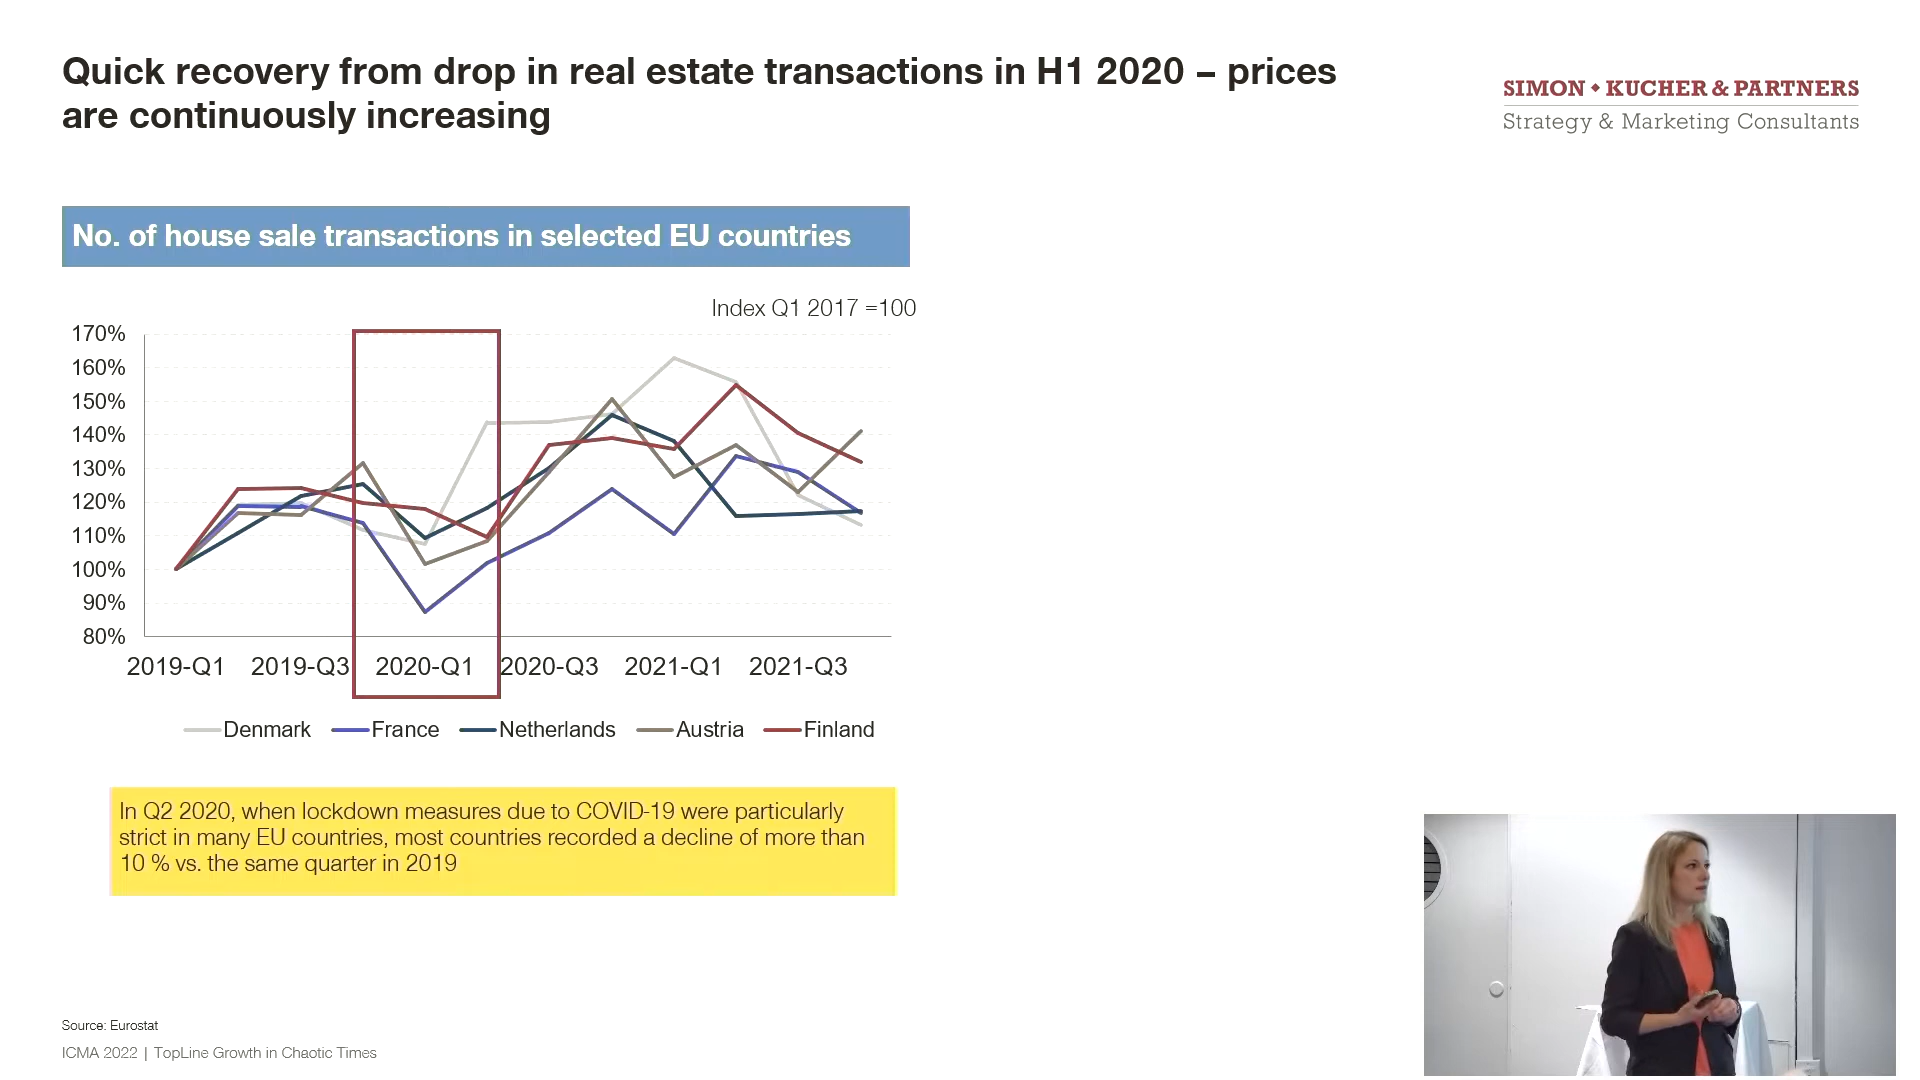 Quick recovery from drop in real estate transactions in H1 2020 – prices
are continuously increasing
SIMON • KUCHER & PARTNERS
Strategy & Marketing Consultants
No. of house sale transactions in selected EU countries
Index Q1 2017 =100
170%
160%
150%
140%
130%
120%
110%
100%
90%
80%
2019-Q1 2019-Q3 2020-Q1 2020-Q3 2021-Q1 2021-Q3
Denmark France Netherlands Austria Finland
In Q2 2020, when lockdown measures due to COVID-19 were particularly
strict in many EU countries, most countries recorded a decline of more than
10 % vs. the same quarter in 2019
Source: Eurostat
ICMA 2022 | TopLine Growth in Chaotic Times